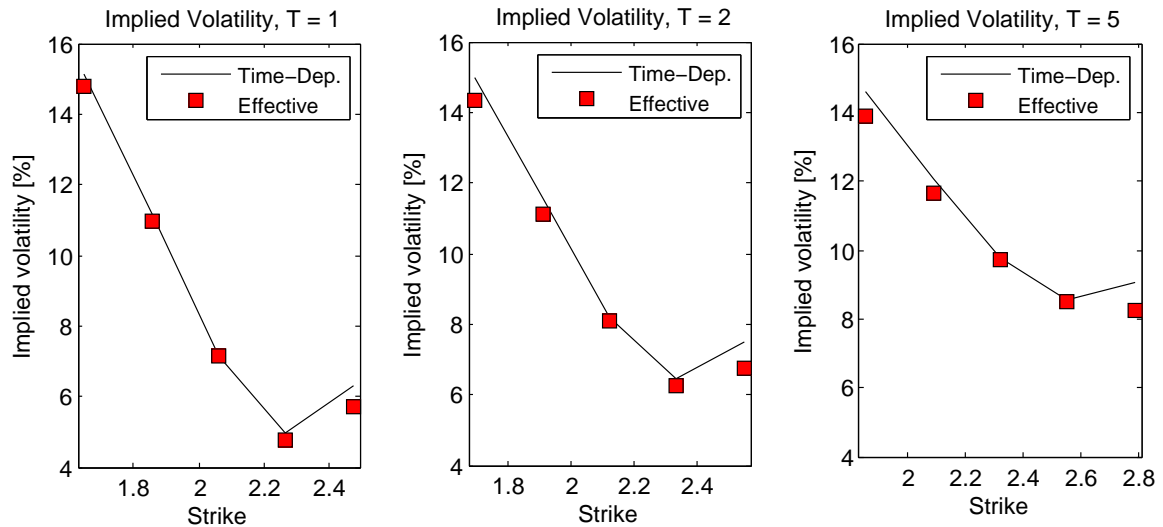 Implied Volatility, T = 1
16
14
12
10
8
6
4
Implied volatility [%]
Time−Dep.
Effective
1.8
2
2.2
2.4
Strike
Implied Volatility, T = 2
16
14
12
10
8
6
4
Implied volatility [%]
Time−Dep.
Effective
1.8
2
2.2
2.4
Strike
Implied Volatility, T = 5
16
14
12
10
8
6
4
Implied volatility [%]
Time−Dep.
Effective
2
2.2
2.4
2.6
2.8
Strike